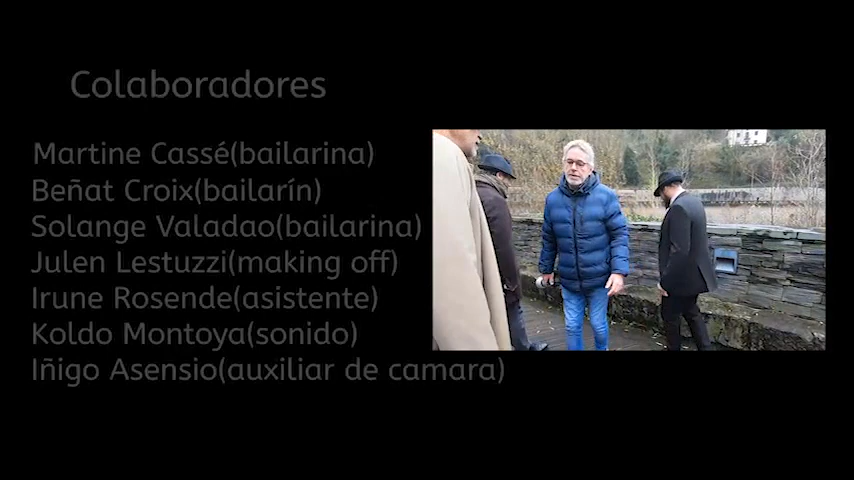 Colaboradores
Martine Cassé(bailarina)
Beñat Croix(bailarín)
Solange Valadao(bailarina)
Julen Lestuzzi(making off)
Irune Rosende(asistente)
Koldo Montoya(sonido)
Iñigo Asensio(auxiliar de camara)